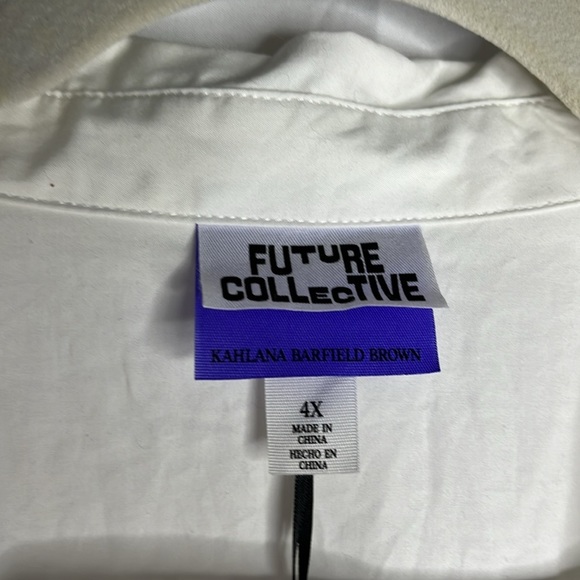 FUTURE
COLLECTIVE
KAHLANA BARFIELD BROWN
4X
MADE IN
CHINA
HECHO EN
CHINA